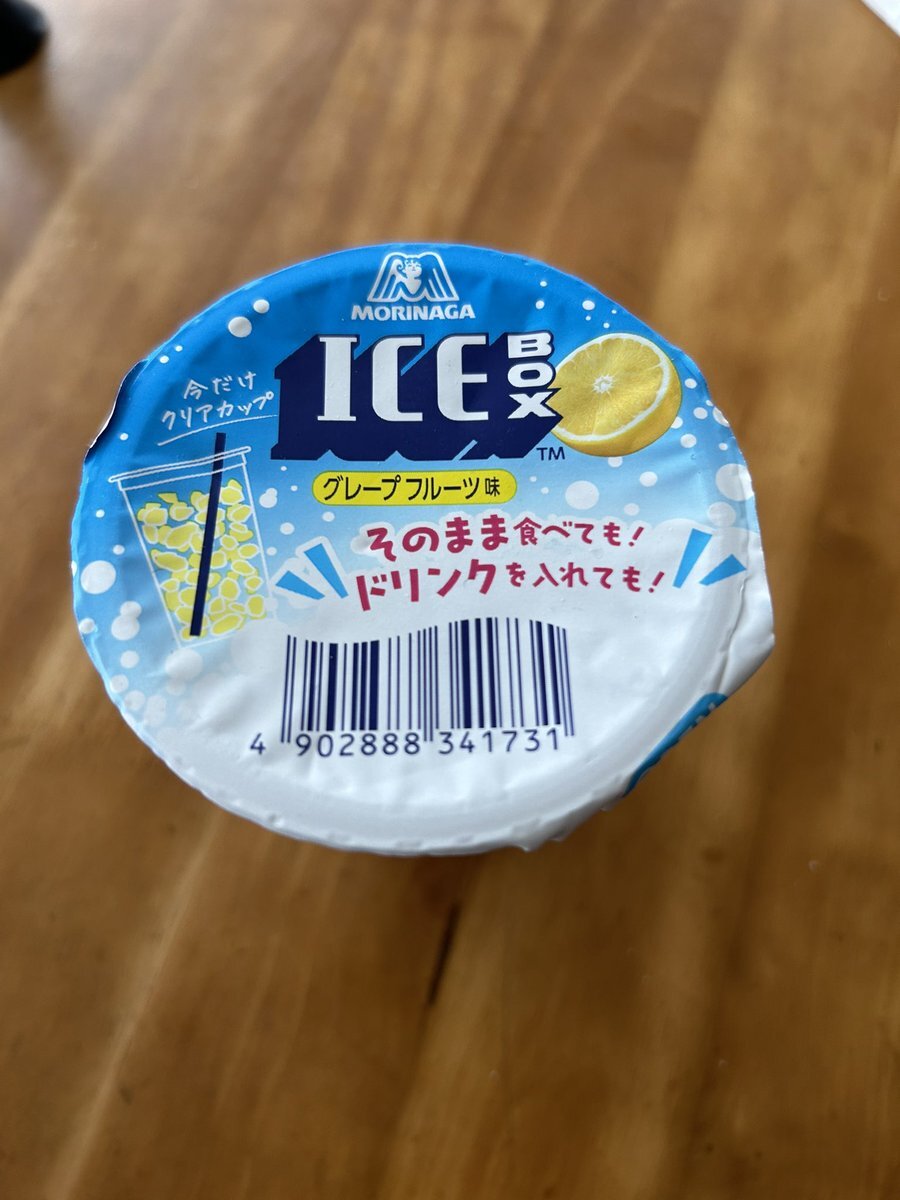 MORINAGA
ICE BOX
TM
今だけ
クリアカップ
グレープフルーツ味
そのまま食べても!
ドリンクを入れても!
4 902888 341731